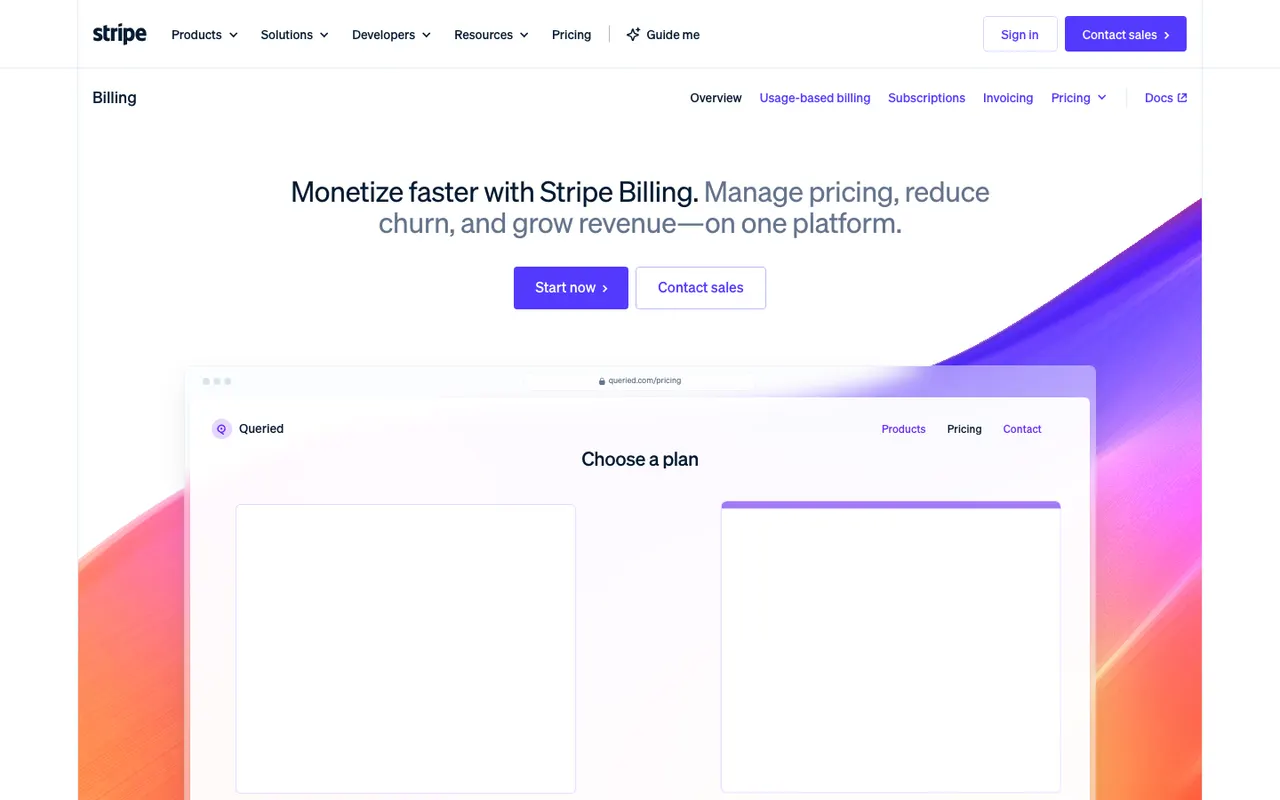 stripe Products Solutions Developers Resources Pricing Guide me Sign in Contact sales
Billing Overview Usage-based billing Subscriptions Invoicing Pricing Docs
Monetize faster with Stripe Billing. Manage pricing, reduce
churn, and grow revenue—on one platform.
Start now Contact sales
queried.com/pricing
Queried Products Pricing Contact
Choose a plan